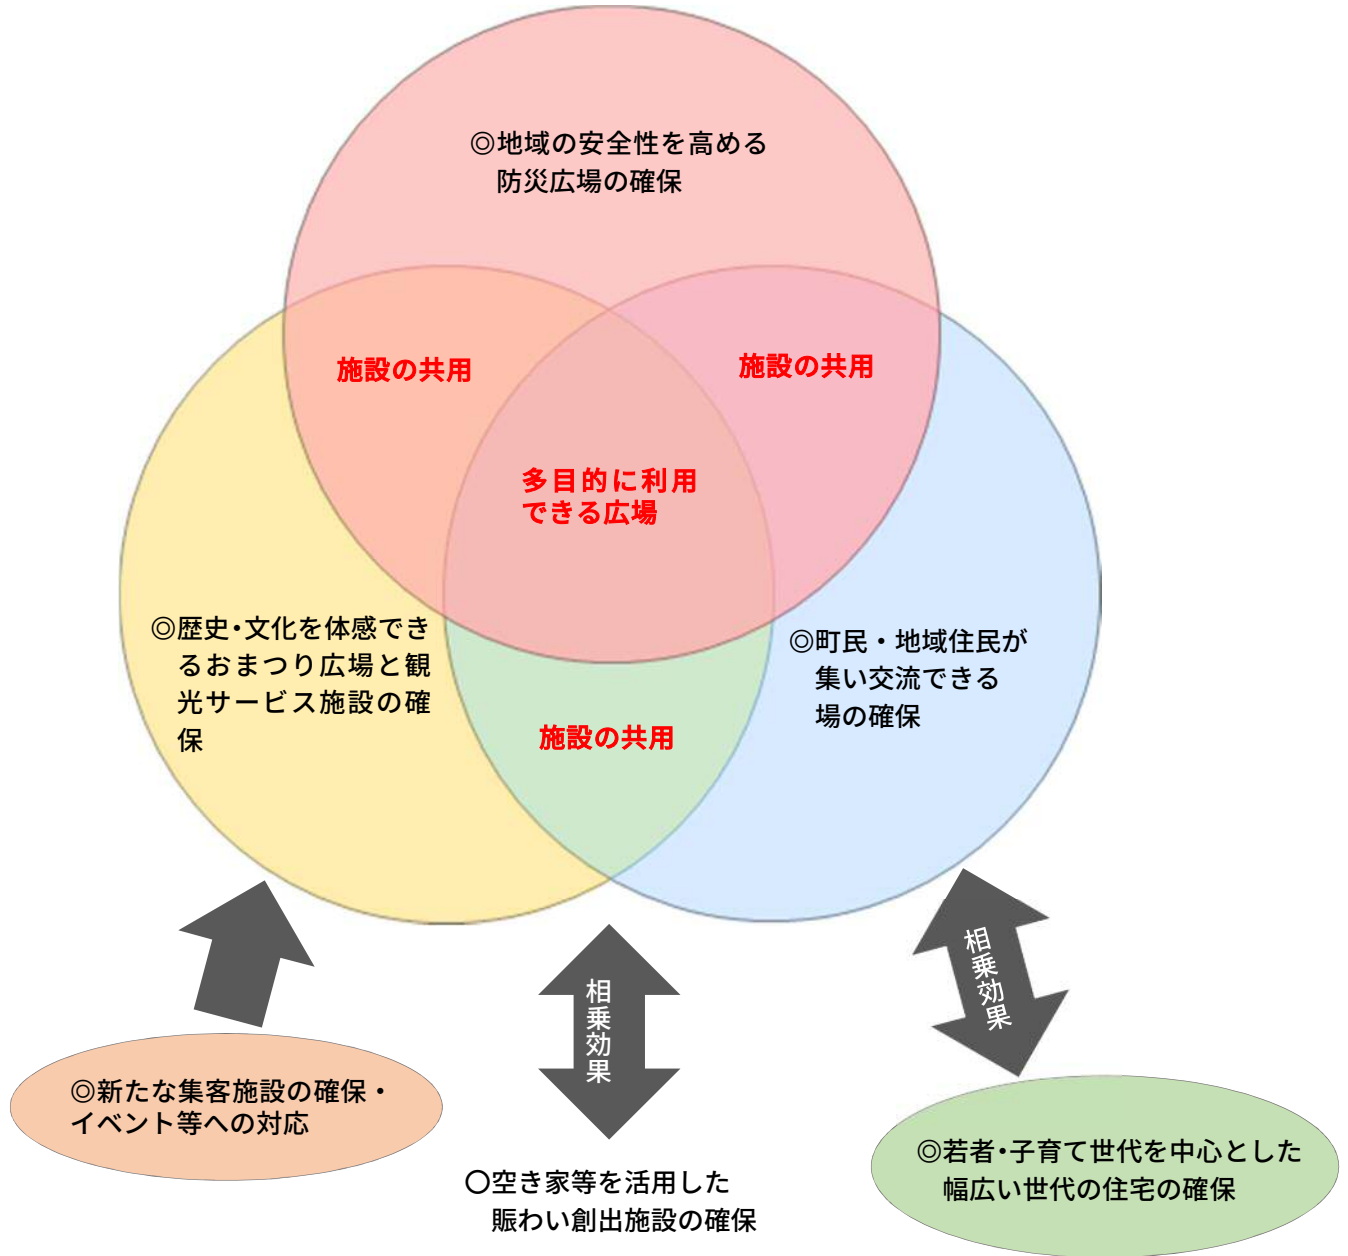 ◎地域の安全性を高める
防災広場の確保
施設の共用
施設の共用
多目的に利用
できる広場
◎歴史・文化を体感でき
るおまつり広場と観
光サービス施設の確
保
◎町民・地域住民が
集い交流できる
場の確保
施設の共用
相乗効果
相乗効果
◎新たな集客施設の確保・
イベント等への対応
〇空き家等を活用した
賑わい創出施設の確保
◎若者・子育て世代を中心とした
幅広い世代の住宅の確保